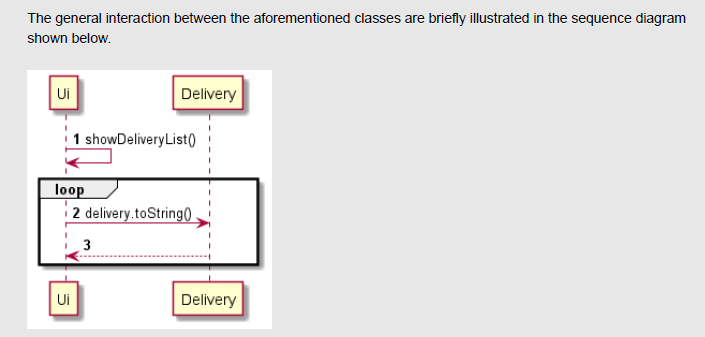 The general interaction between the aforementioned classes are briefly illustrated in the sequence diagram
shown below.
Ui
Delivery
1 showDeliveryList()
loop
2 delivery.toString()
3
Ui
Delivery